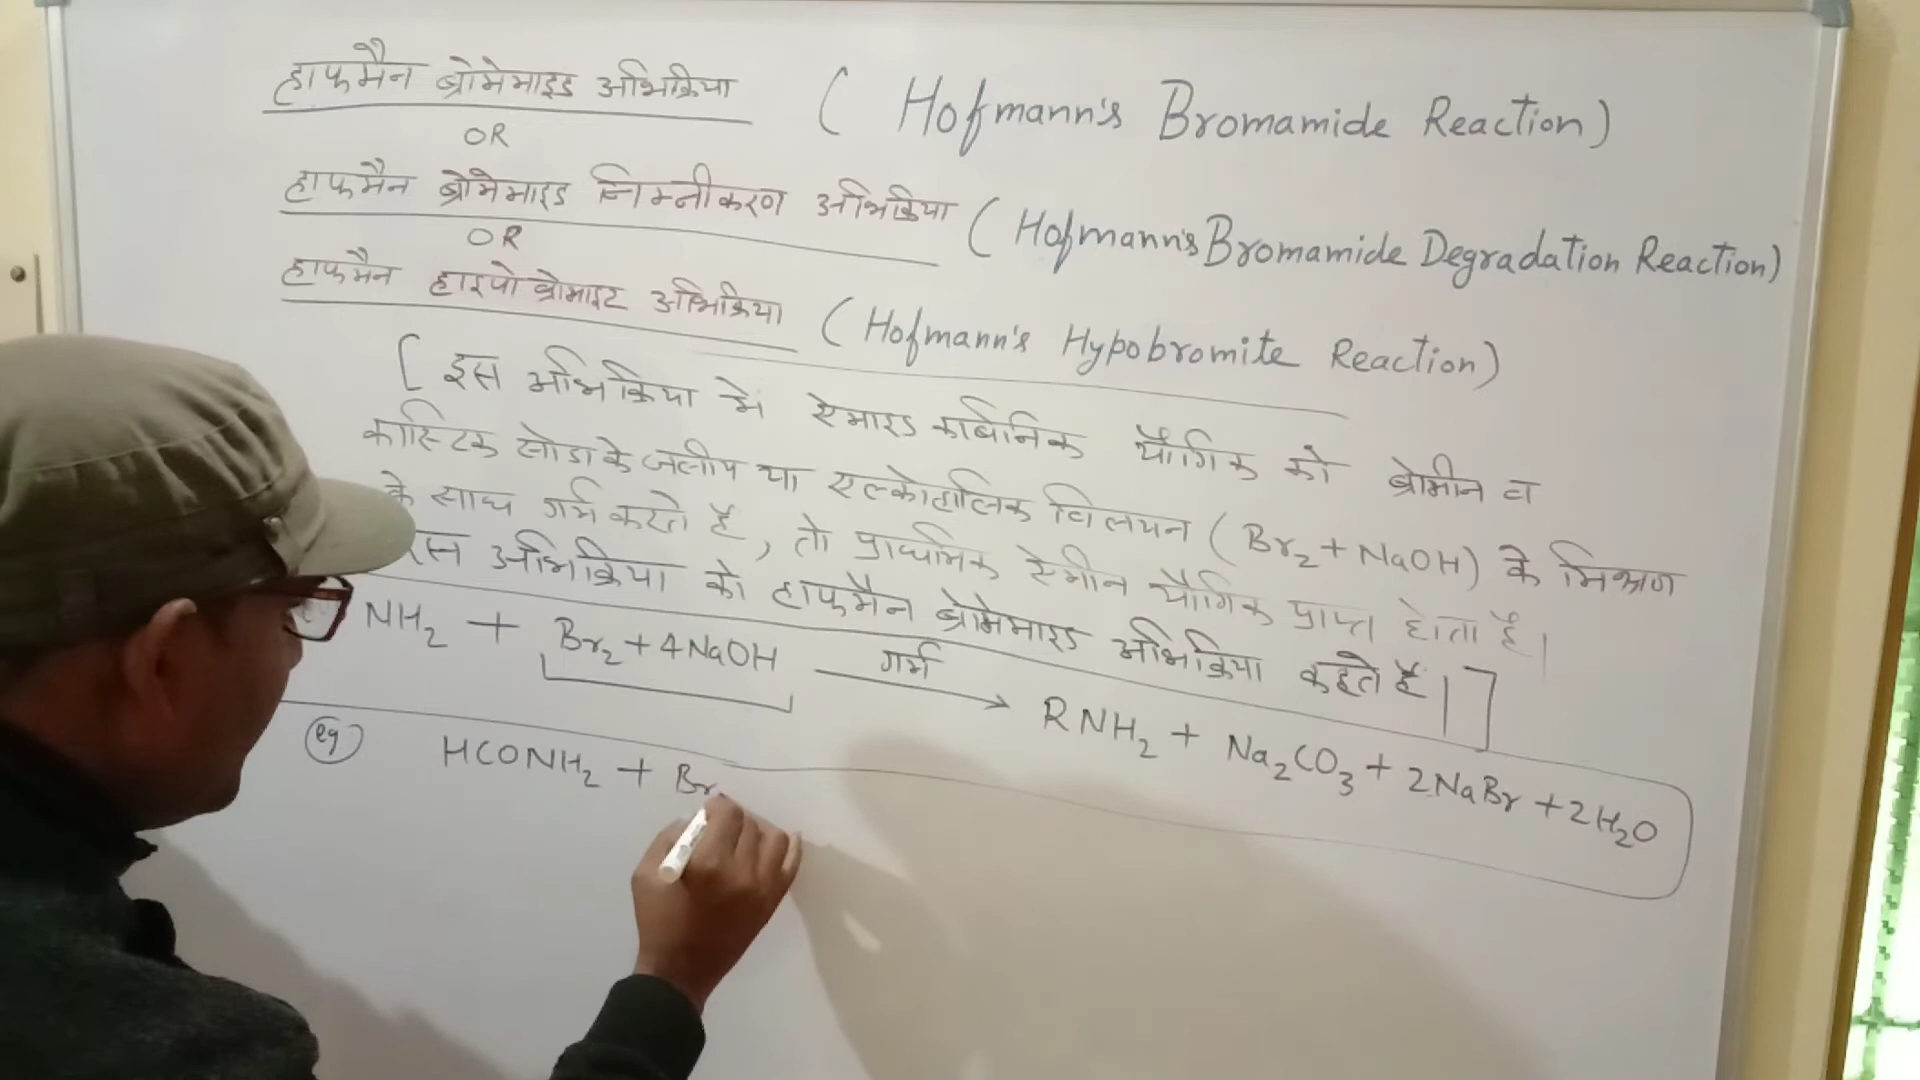 हाफमैन ब्रोमेमाइड अभिक्रिया ( Hofmann's Bromamide Reaction )
OR
हाफमैन ब्रोमेमाइड निम्नीकरण अभिक्रिया ( Hofmann's Bromamide Degradation Reaction )
OR
हाफमैन हाइपो ब्रोमाइट अभिक्रिया ( Hofmann's Hypobromite Reaction )
[ इस अभिक्रिया में ऐमाइड कार्बनिक यौगिक को ब्रोमीन व
कास्टिक सोडा के जलीय या एल्कोहालिक विलयन ( Br₂ + NaOH ) के मिश्रण
के साथ गर्म करते हैं, तो प्राथमिक ऐमीन यौगिक प्राप्त होता है।
इस अभिक्रिया को हाफमैन ब्रोमेमाइड अभिक्रिया कहते हैं। ]
NH₂ + Br₂ + 4NaOH गर्म → RNH₂ + Na₂CO₃ + 2NaBr + 2H₂O
eg HCONH₂ + Br